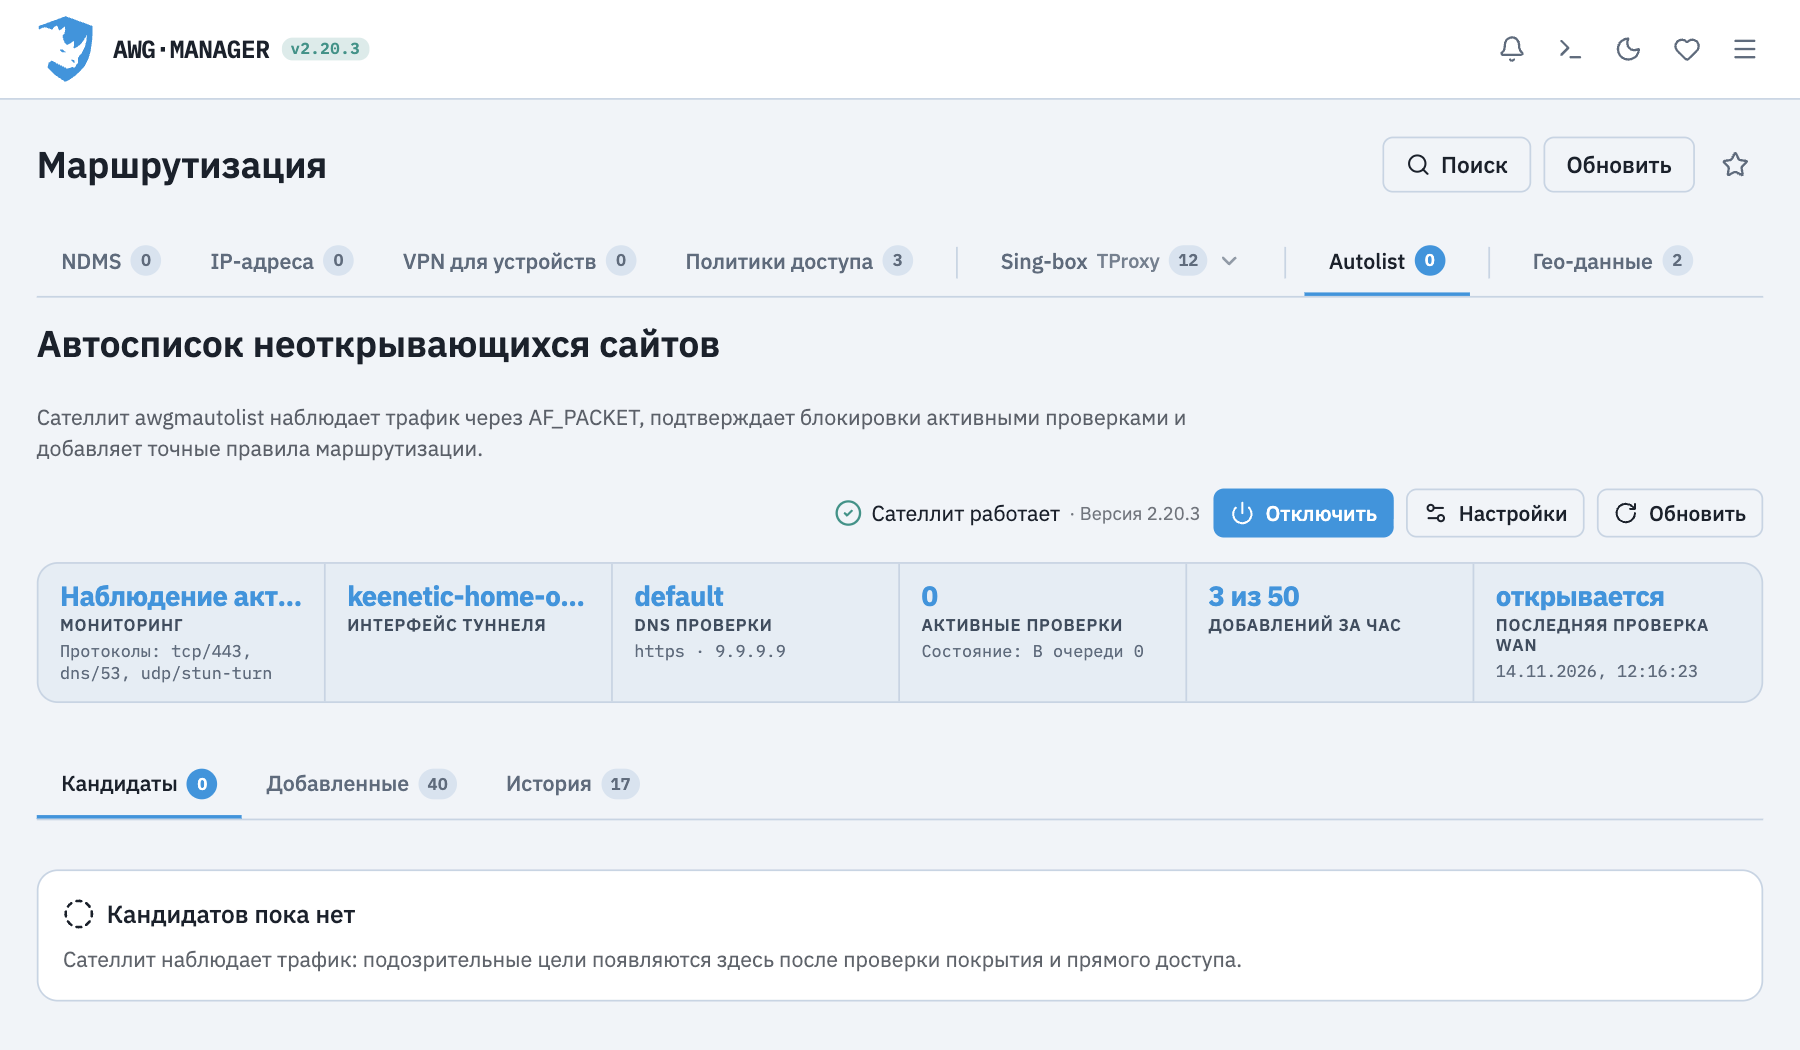 AWG·MANAGER v2.20.3
Маршрутизация
Поиск
Обновить
NDMS 0
IP-адреса 0
VPN для устройств 0
Политики доступа 3
Sing-box TProxy 12
Autolist 0
Гео-данные 2
Автосписок неоткрывающихся сайтов
Сателлит awgmautolist наблюдает трафик через AF_PACKET, подтверждает блокировки активными проверками и
добавляет точные правила маршрутизации.
Сателлит работает · Версия 2.20.3
Отключить
Настройки
Обновить
Наблюдение акт...
МОНИТОРИНГ
Протоколы: tcp/443,
dns/53, udp/stun-turn
keenetic-home-o...
ИНТЕРФЕЙС ТУННЕЛЯ
default
DNS ПРОВЕРКИ
https · 9.9.9.9
0
АКТИВНЫЕ ПРОВЕРКИ
Состояние: В очереди 0
3 из 50
ДОБАВЛЕНИЙ ЗА ЧАС
открывается
ПОСЛЕДНЯЯ ПРОВЕРКА
WAN
14.11.2026, 12:16:23
Кандидаты 0
Добавленные 40
История 17
Кандидатов пока нет
Сателлит наблюдает трафик: подозрительные цели появляются здесь после проверки покрытия и прямого доступа.